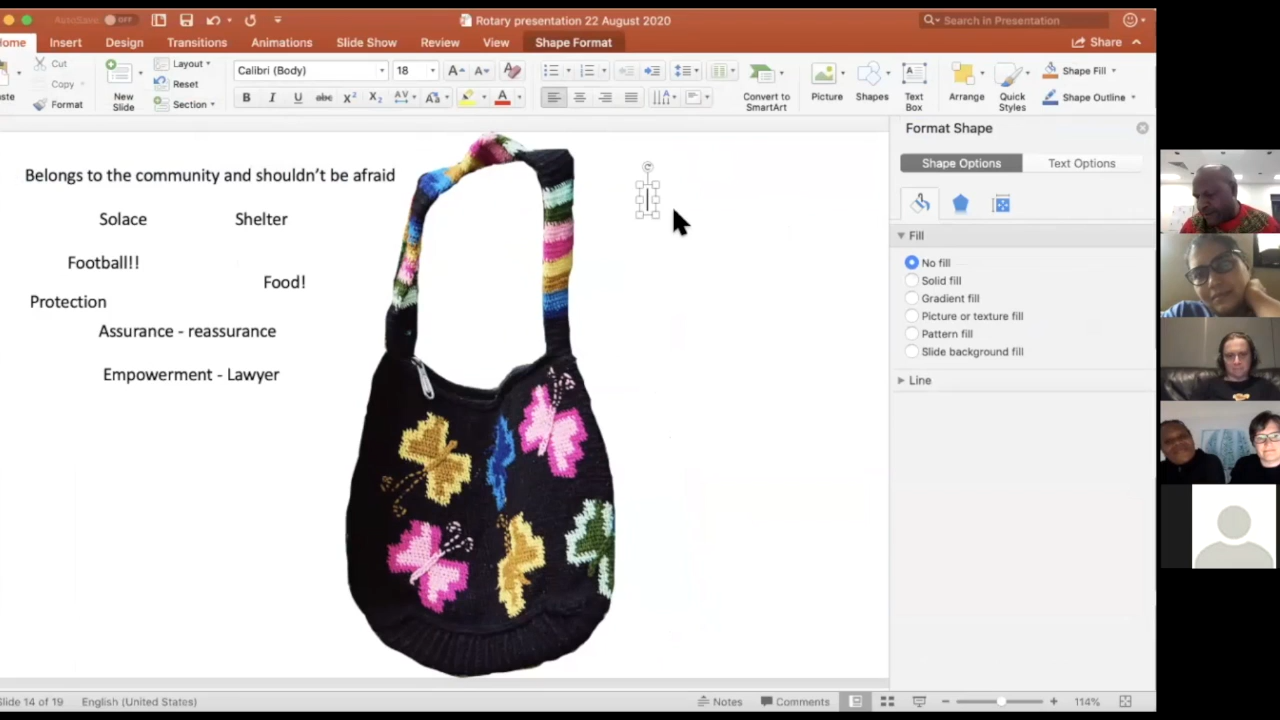 AutoSave OFF
Rotary presentation 22 August 2020
Search in Presentation
Home Insert Design Transitions Animations Slide Show Review View Shape Format
Share
Cut
Copy
Format
New Slide
Layout
Reset
Section
Calibri (Body) 18
Convert to SmartArt
Picture
Shapes
Text Box
Arrange
Quick Styles
Shape Fill
Shape Outline
Belongs to the community and shouldn't be afraid
Solace Shelter
Football!!
Food!
Protection
Assurance - reassurance
Empowerment - Lawyer
Format Shape
Shape Options Text Options
Fill
No fill
Solid fill
Gradient fill
Picture or texture fill
Pattern fill
Slide background fill
Line
Slide 14 of 19 English (United States) Notes Comments 114%